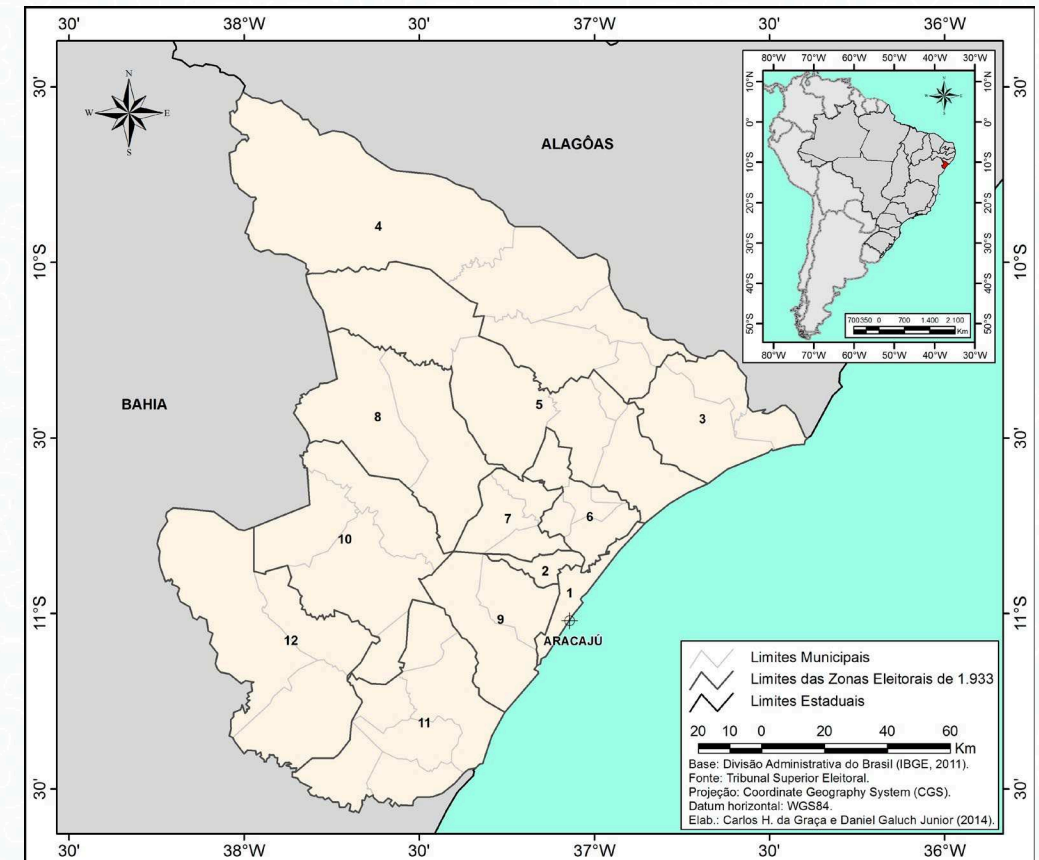 30'
38°W
30'
37°W
30'
36°W
80°W 70°W 60°W 50°W 40°W 30°W
N
W E
S
30'
10°S
30'
11°S
30'
ALAGÔAS
BAHIA
4
5
3
8
7
6
10
2
1
9
12
11
ARACAJÚ
10°N
0°
10°S
20°S
30°S
40°S
50°S
10°N
0°
10°S
20°S
30°S
40°S
50°S
700350 0 700 1.400 2.100
Km
80°W 70°W 60°W 50°W 40°W 30°W
30'
10°S
30'
11°S
30'
Limites Municipais
Limites das Zonas Eleitorais de 1.933
Limites Estaduais
20 10 0 20 40 60
Km
Base: Divisão Administrativa do Brasil (IBGE, 2011).
Fonte: Tribunal Superior Eleitoral.
Projeção: Coordinate Geography System (CGS).
Datum horizontal: WGS84.
Elab.: Carlos H. da Graça e Daniel Galuch Junior (2014).
30'
38°W
30'
37°W
30'
36°W